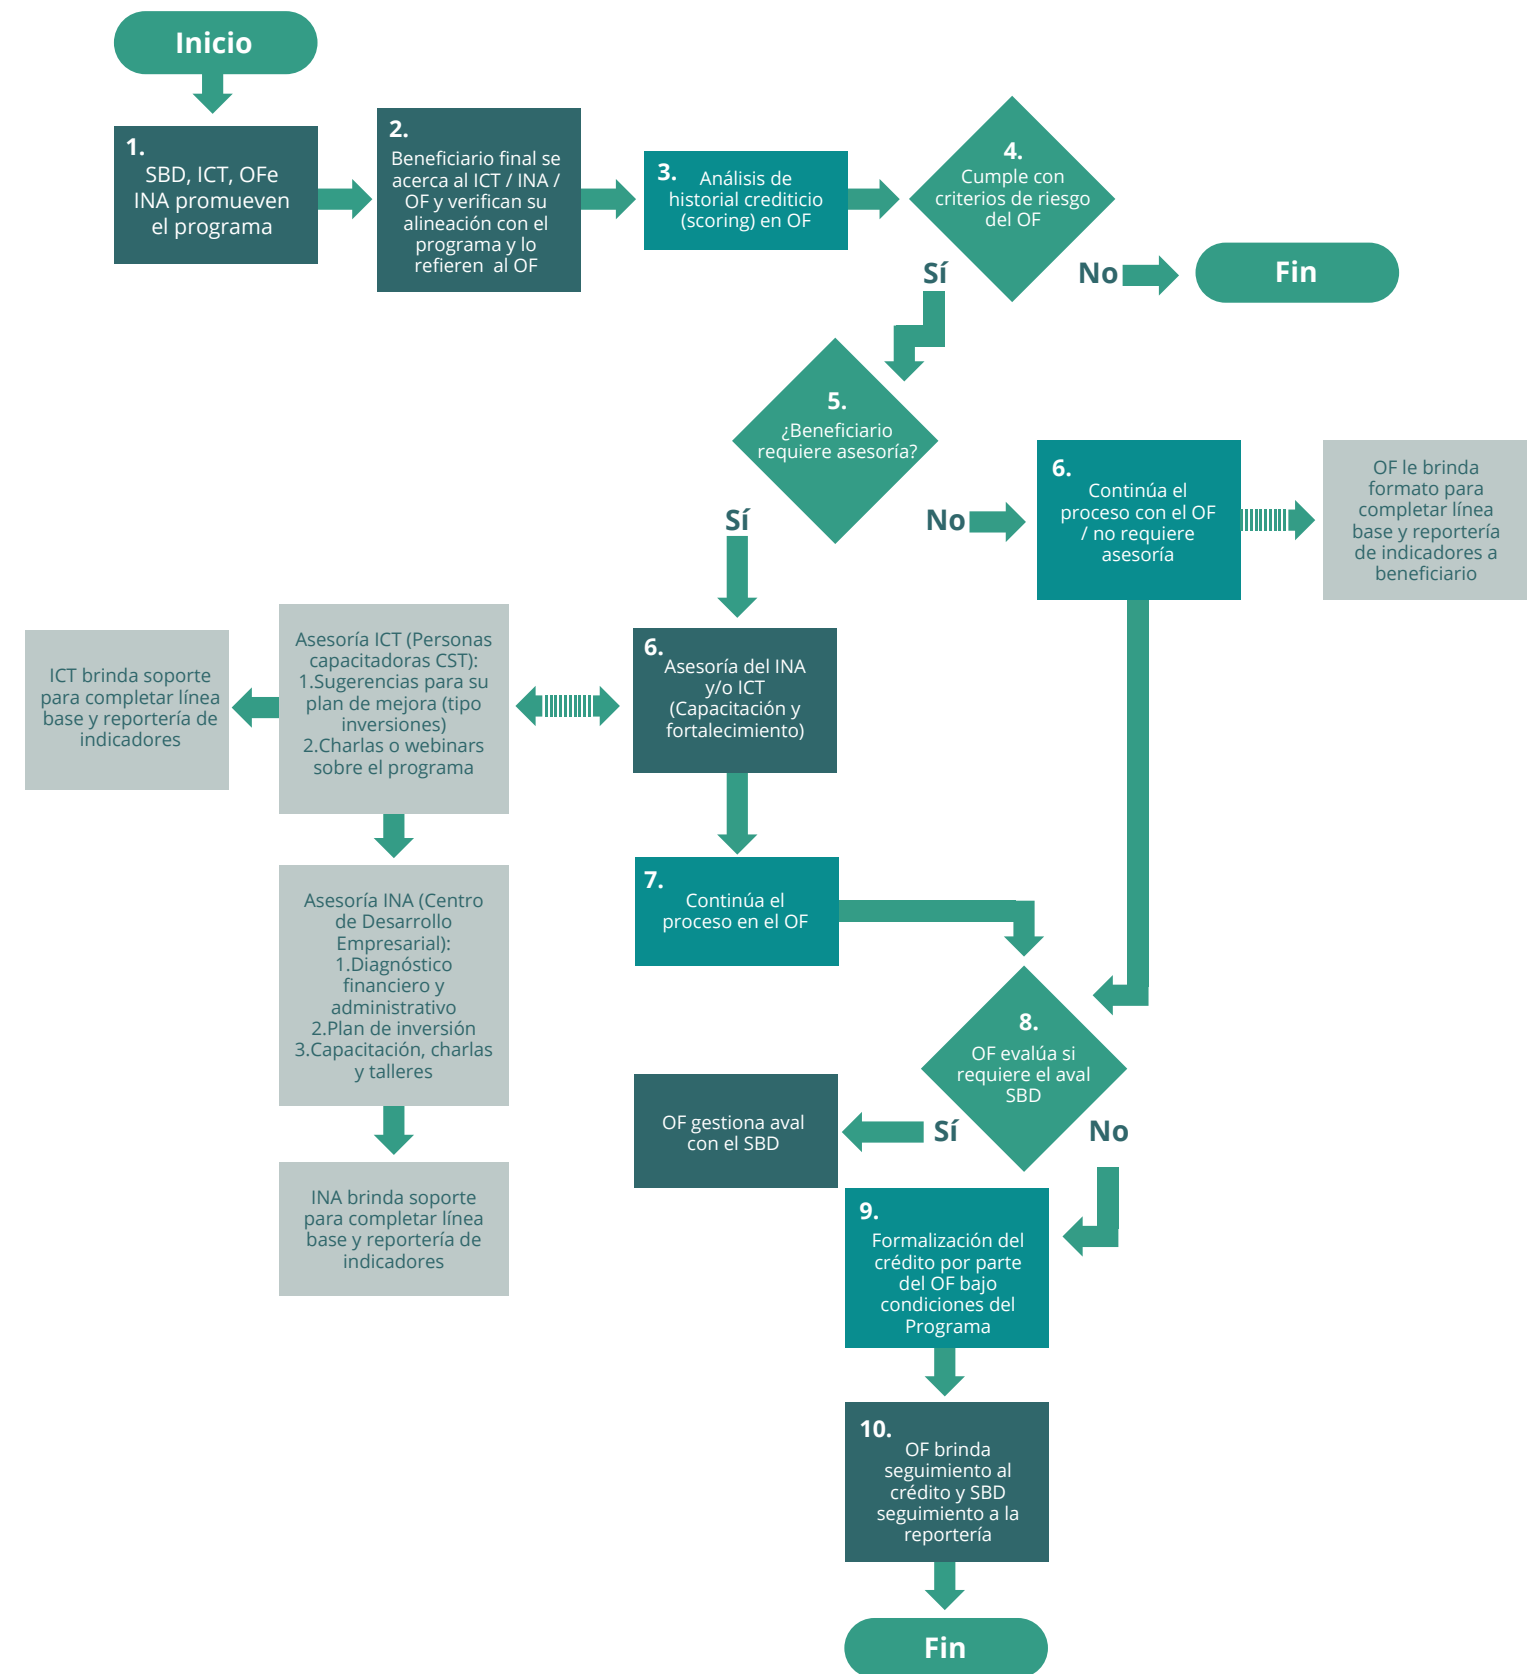 Inicio
1.
SBD, ICT, OFe
INA promueven
el programa
2.
Beneficiario final se
acerca al ICT / INA /
OF y verifican su
alineación con el
programa y lo
refieren al OF
3.
Análisis de
historial crediticio
(scoring) en OF
4.
Cumple con
criterios de riesgo
del OF
Sí
No
Fin
5.
¿Beneficiario
requiere asesoría?
Sí
No
6.
Continúa el
proceso con el OF
/ no requiere
asesoría
OF le brinda
formato para
completar línea
base y reportería
de indicadores a
beneficiario
ICT brinda soporte
para completar línea
base y reportería de
indicadores
Asesoría ICT (Personas
capacitadoras CST):
1.Sugerencias para su
plan de mejora (tipo
inversiones)
2.Charlas o webinars
sobre el programa
6.
Asesoría del INA
y/o ICT
(Capacitación y
fortalecimiento)
Asesoría INA (Centro
de Desarrollo
Empresarial):
1.Diagnóstico
financiero y
administrativo
2.Plan de inversión
3.Capacitación, charlas
y talleres
7.
Continúa el
proceso en el OF
8.
OF evalúa si
requiere el aval
SBD
Sí
No
OF gestiona aval
con el SBD
INA brinda soporte
para completar línea
base y reportería de
indicadores
9.
Formalización del
crédito por parte
del OF bajo
condiciones del
Programa
10.
OF brinda
seguimiento al
crédito y SBD
seguimiento a la
reportería
Fin